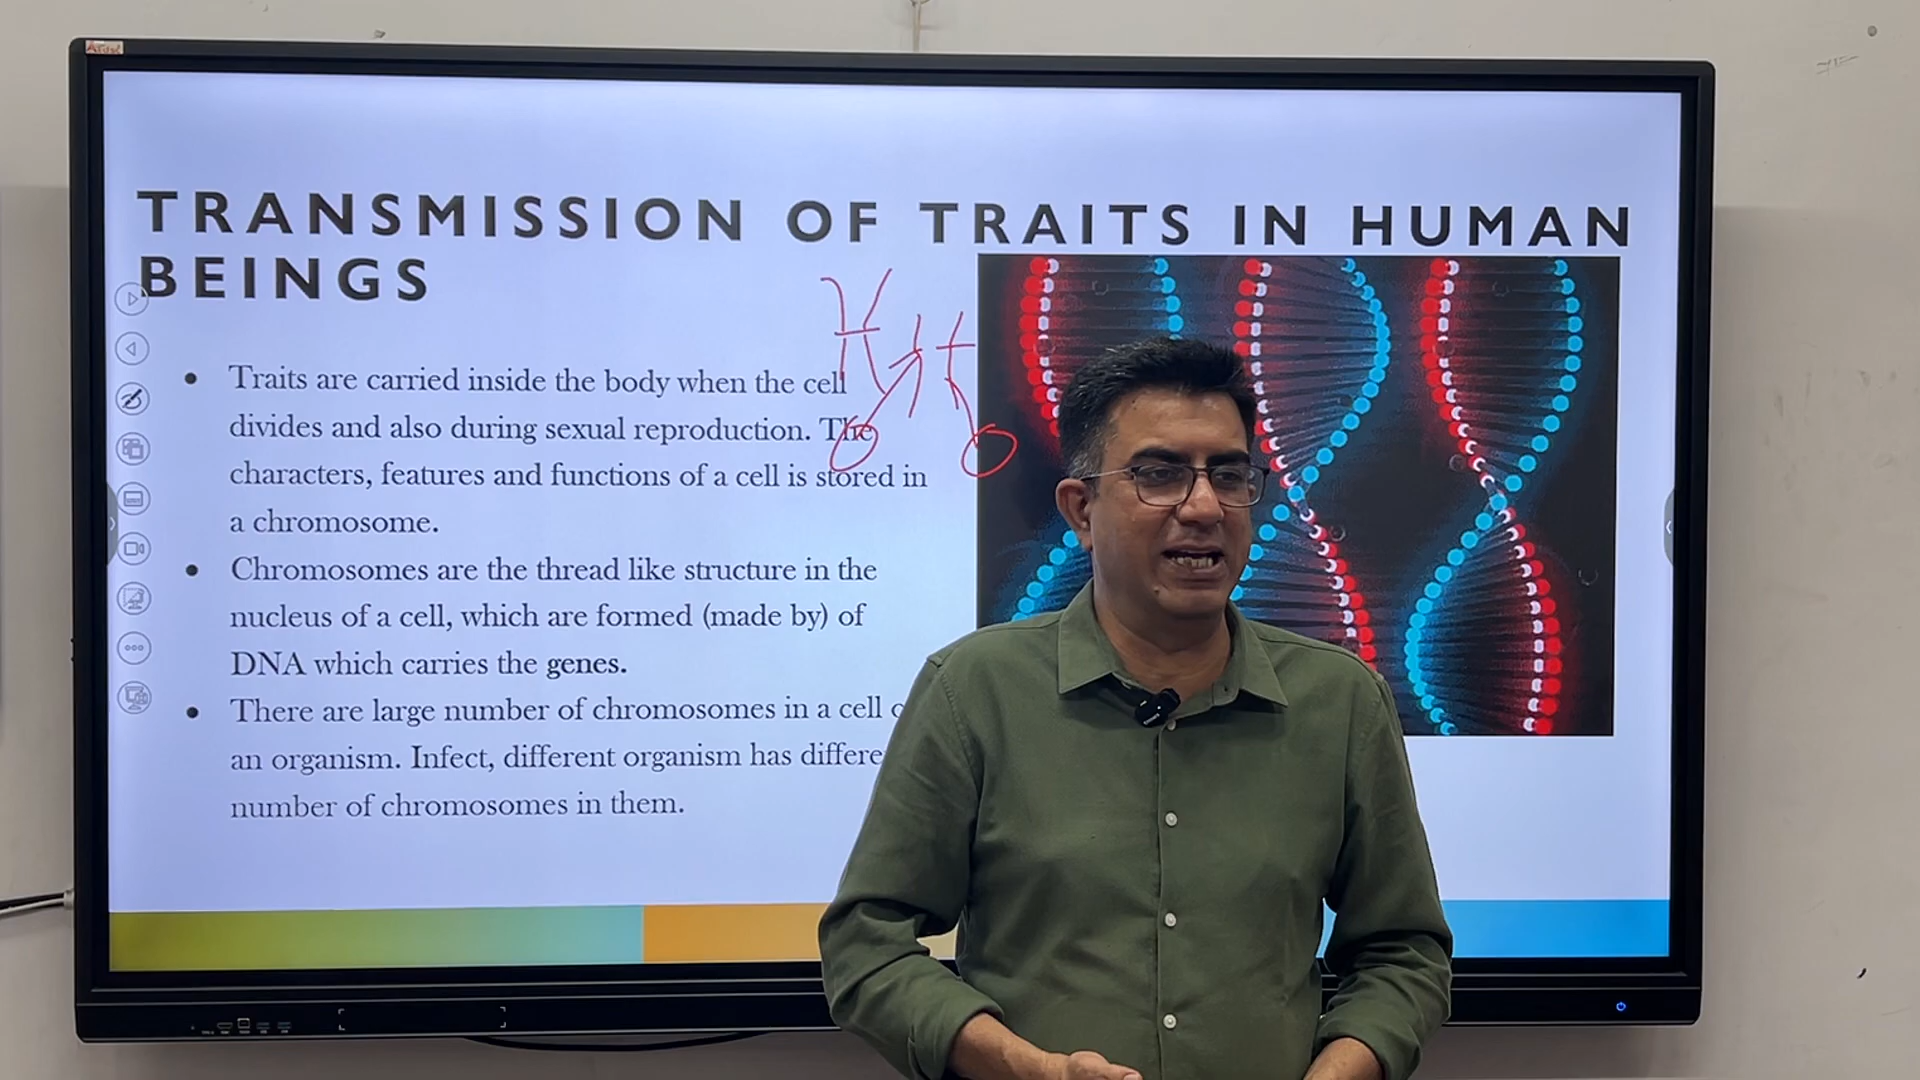 TRANSMISSION OF TRAITS IN HUMAN
BEINGS
• Traits are carried inside the body when the cell
divides and also during sexual reproduction. The
characters, features and functions of a cell is stored in
a chromosome.
• Chromosomes are the thread like structure in the
nucleus of a cell, which are formed (made by) of
DNA which carries the genes.
• There are large number of chromosomes in a cell
an organism. Infect, different organism has
number of chromosomes in them.